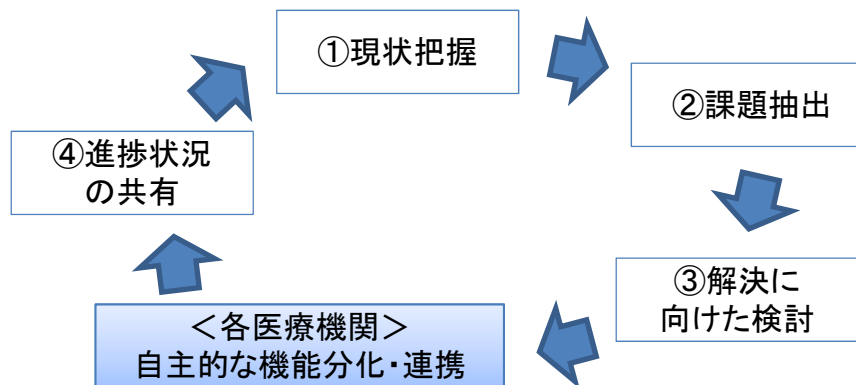 ①現状把握
②課題抽出
③解決に
向けた検討
＜各医療機関＞
自主的な機能分化・連携
④進捗状況
の共有